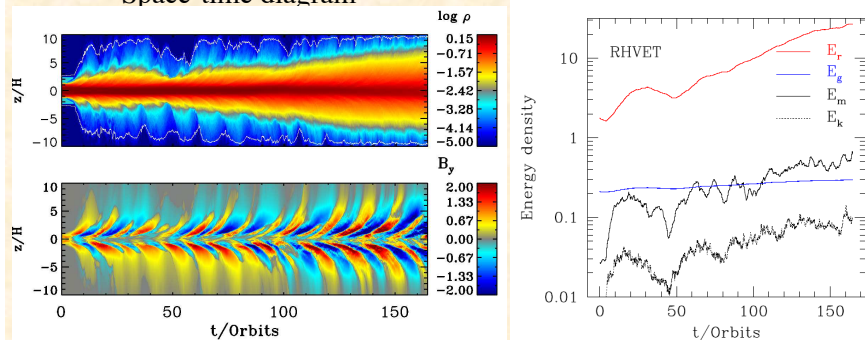 Space-time diagram
log ρ
10
5
0
-5
-10
z/H
0.15
-0.71
-1.57
-2.42
-3.28
-4.14
-5.00
B_y
10
5
0
-5
-10
z/H
2.00
1.33
0.67
0.00
-0.67
-1.33
-2.00
0 50 100 150
t/Orbits
RHVET
E_r
E_g
E_m
E_k
10
1
0.1
0.01
Energy density
0 50 100 150
t/Orbits